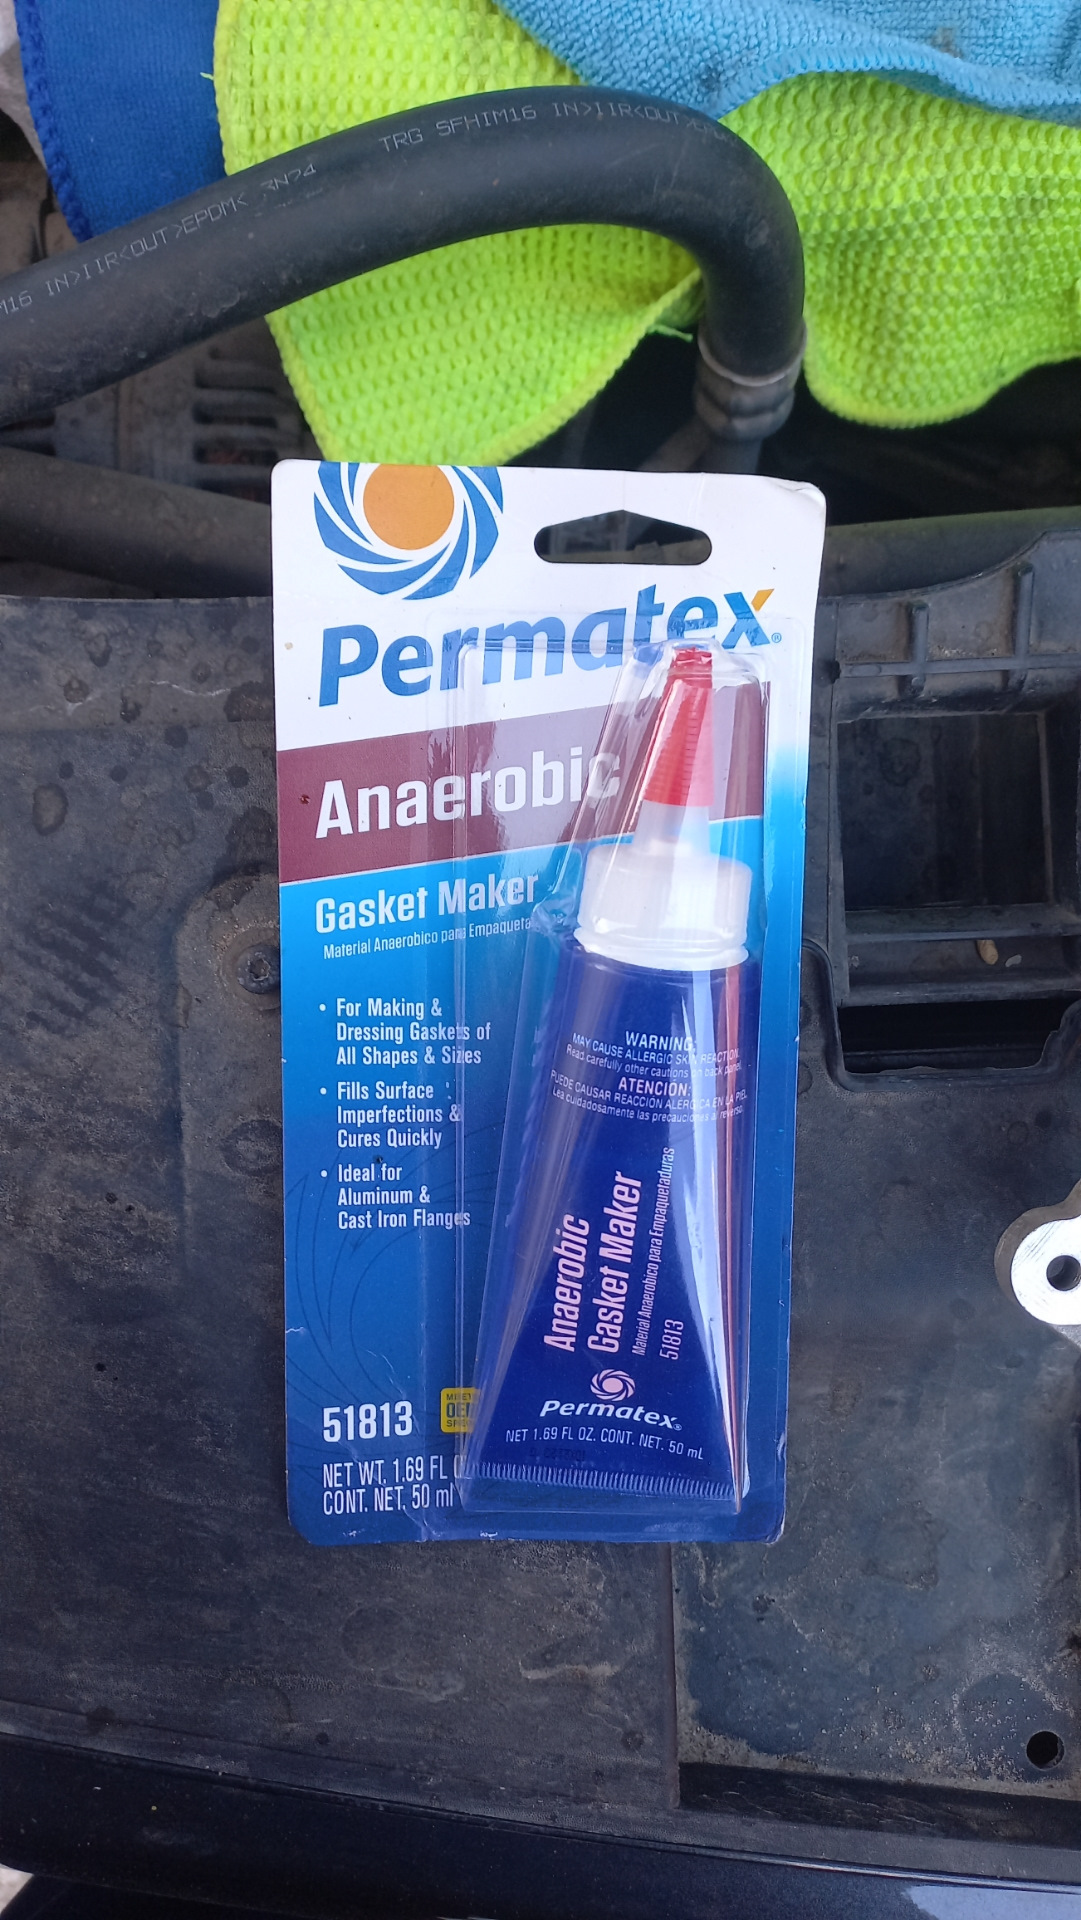 TRG SFHIM16 IN>IIR<OUT>
M16 IN>IIR<OUT>EPDM<
Permatex®
Anaerobic
Gasket Maker
Material Anaerobico para
• For Making &
Dressing Gaskets of
All Shapes & Sizes
• Fills Surface
Imperfections &
Cures Quickly
• Ideal for
Aluminum &
Cast Iron Flanges
51813
NET WT. 1.69 FL
CONT. NET. 50 ml
WARNING:
MAY CAUSE ALLERGIC SKIN REACTION.
Read carefully other cautions on back panel.
ATENCIÓN:
PUEDE CAUSAR REACCION ALERGICA EN LA PIEL
Lea cuidadosamente las precauciones al reverso.
Anaerobic
Gasket Maker
Material Anaerobico para Empaquetaduras
51813
Permatex®
NET 1.69 FL OZ. CONT. NET. 50 mL